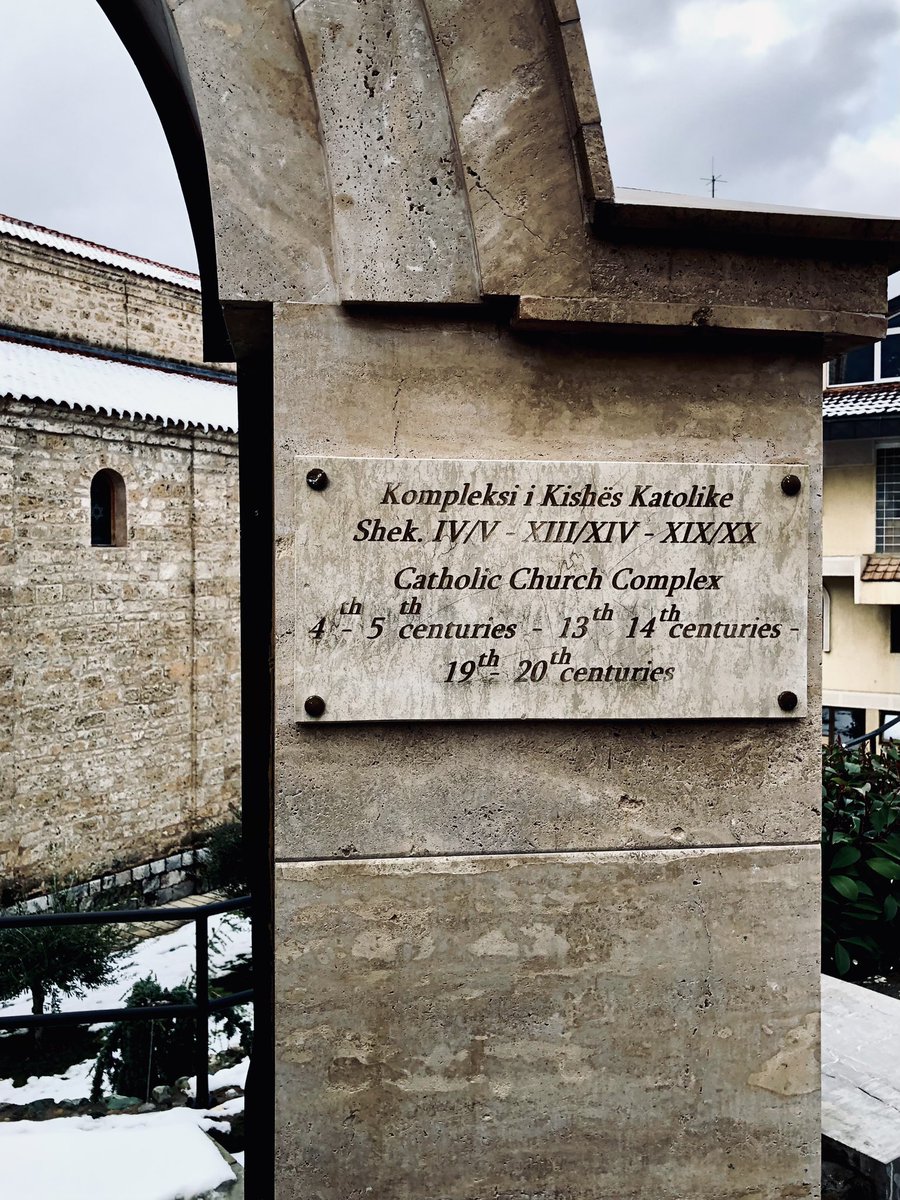 Kompleksi i Kishës Katolike
Shek. IV/V - XIII/XIV - XIX/XX
Catholic Church Complex
4th - 5th centuries - 13th 14th centuries -
19th - 20th centuries